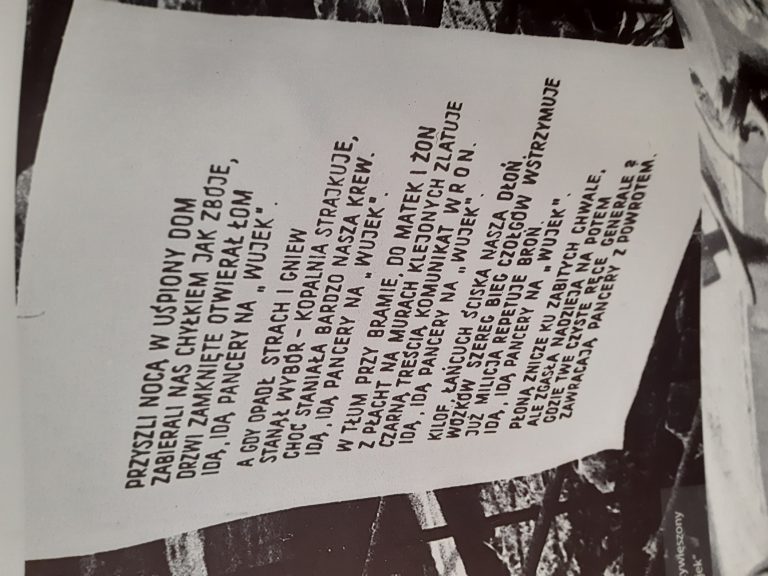 PRZYSZLI NOCĄ W UŚPIONY DOM
ZABIERALI NAS CHYŁKIEM JAK ZBÓJE,
DRZWI ZAMKNIĘTE OTWIERAŁ ŁOM
IDĄ, IDĄ PANCERY NA „WUJEK".
A GDY OPADŁ STRACH I GNIEW
STANĄŁ WYBÓR – KOPALNIA STRAJKUJE,
CHOĆ STANIAŁA BARDZO NASZA KREW.
IDĄ, IDĄ PANCERY NA „WUJEK".
W TŁUM PRZY BRAMIE, DO MATEK I ŻON
Z PŁACHT NA MURACH KLEJONYCH ZLATUJE
CZARNĄ TREŚCIĄ KOMUNIKAT WRON.
IDĄ, IDĄ PANCERY NA „WUJEK".
KILOF, ŁAŃCUCH ŚCISKA NASZA DŁOŃ
WÓZKÓW SZEREG BIEG CZOŁGÓW WSTRZYMUJE
JUŻ MILICJA REPETUJE BROŃ.
IDĄ, IDĄ PANCERY NA „WUJEK".
PŁONĄ ZNICZE KU ZABITYCH CHWALE,
ALE ZGASŁA NADZIEJA NA POTEM,
GDZIE TWE CZYSTE RĘCE GENERALE?
ZAWRACAJĄ PANCERY Z POWROTEM.
ywieszony
ek"